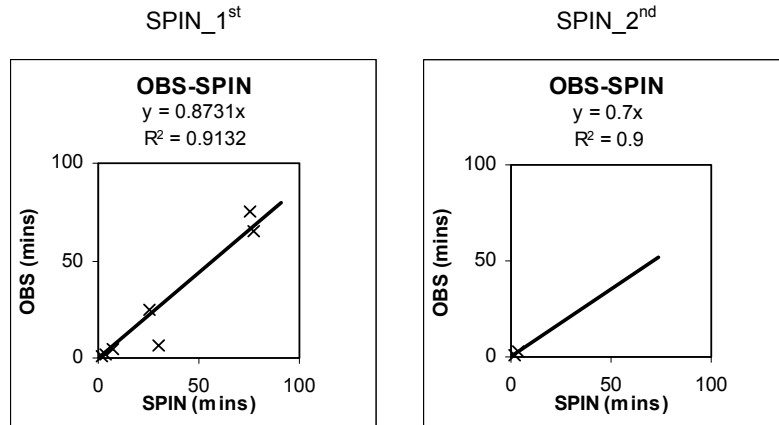 SPIN_1st
OBS-SPIN
y = 0.8731x
R² = 0.9132
100
50
0
OBS (mins)
0 50 100
SPIN (mins)
SPIN_2nd
OBS-SPIN
y = 0.7x
R² = 0.9
100
50
0
OBS (mins)
0 50 100
SPIN (mins)